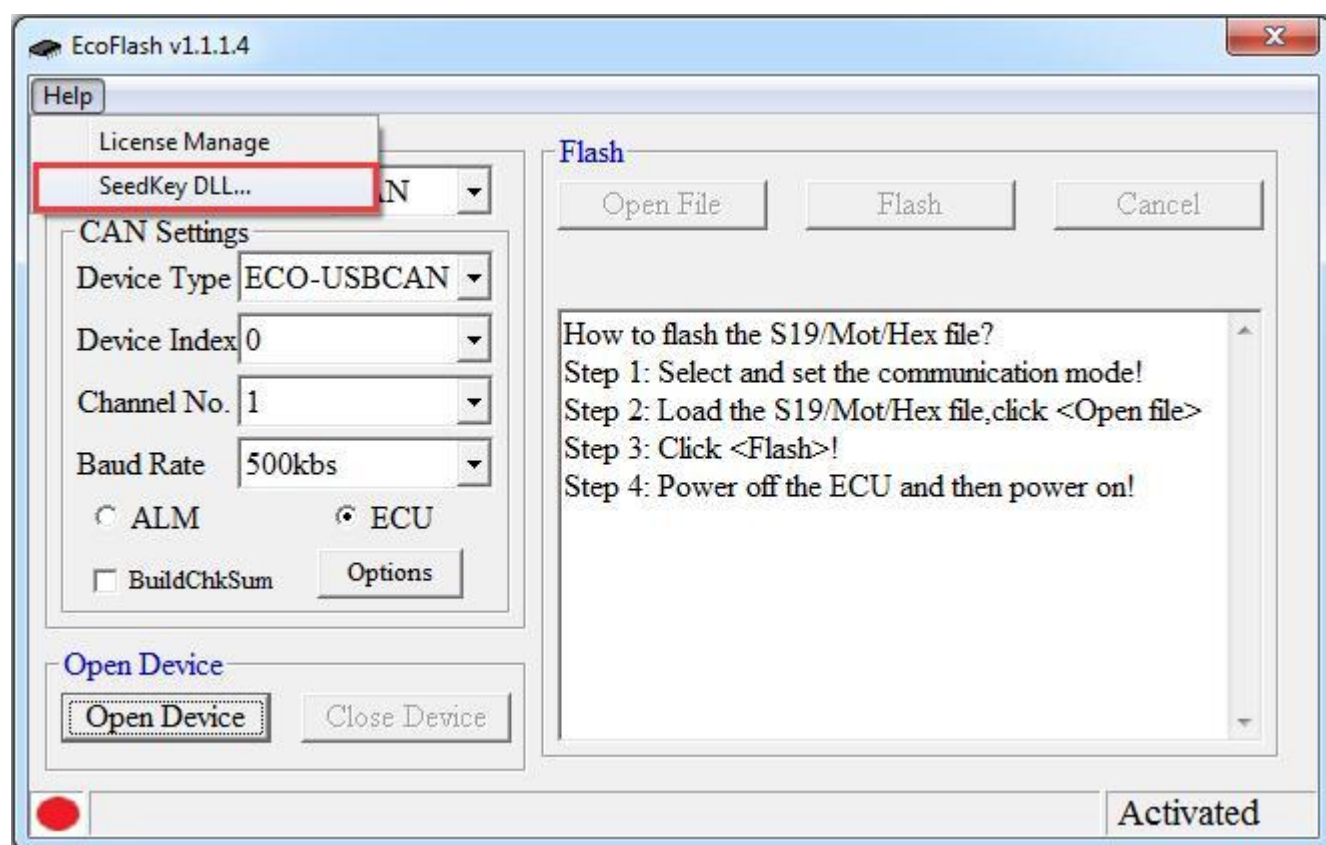 EcoFlash v1.1.1.4
Help
License Manage
SeedKey DLL...
AN
CAN Settings
Device Type ECO-USBCAN
Device Index 0
Channel No. 1
Baud Rate 500kbs
ALM ECU
BuildChkSum Options
Open Device
Open Device Close Device
Flash
Open File Flash Cancel
How to flash the S19/Mot/Hex file?
Step 1: Select and set the communication mode!
Step 2: Load the S19/Mot/Hex file,click <Open file>
Step 3: Click <Flash>!
Step 4: Power off the ECU and then power on!
Activated